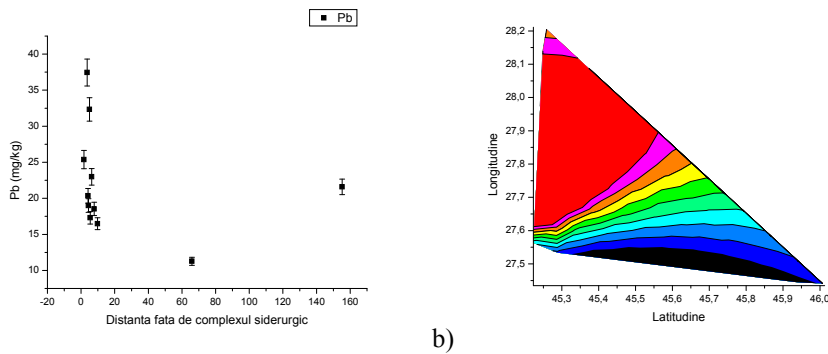 Pb
40
35
30
25
20
15
10
Pb (mg/kg)
-20 0 20 40 60 80 100 120 140 160
Distanta fata de complexul siderurgic
28,2
28,1
28,0
27,9
27,8
27,7
27,6
27,5
Longitudine
45,3 45,4 45,5 45,6 45,7 45,8 45,9 46,0
Latitudine
b)